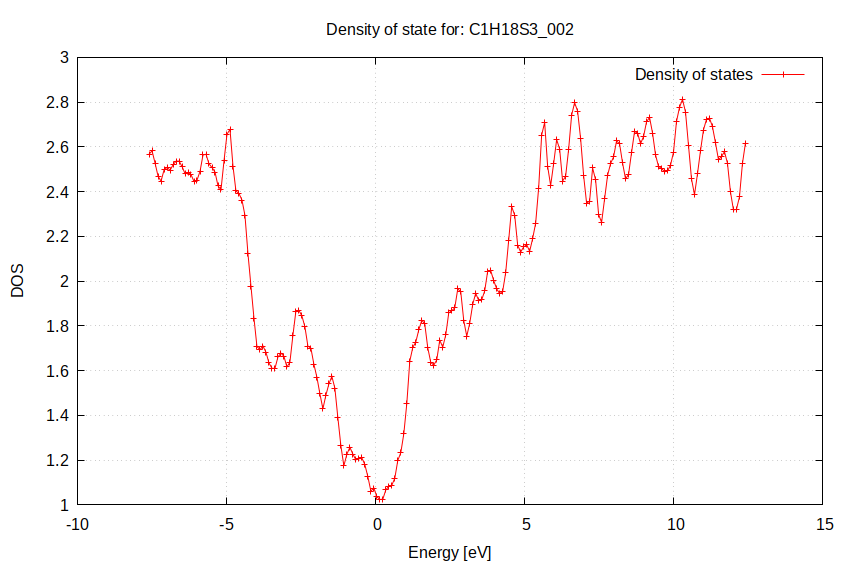 Density of state for: C1H18S3_002
Density of states
3
2.8
2.6
2.4
2.2
2
1.8
1.6
1.4
1.2
1
DOS
-10 -5 0 5 10 15
Energy [eV]